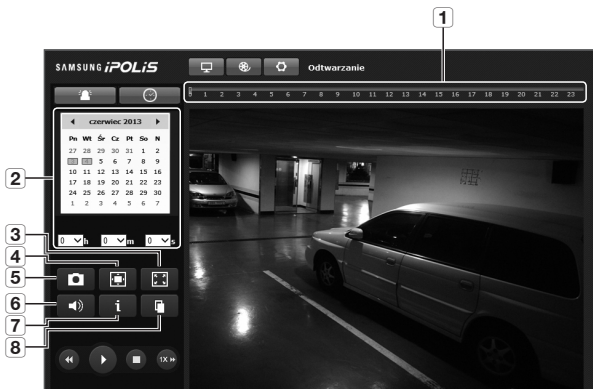 1
SAMSUNG iPOLiS
Odtwarzanie
0 1 2 3 4 5 6 7 8 9 10 11 12 13 14 15 16 17 18 19 20 21 22 23
czerwiec 2013
Pn Wt Śr Cz Pt So N
27 28 29 30 31 1 2
3 4 5 6 7 8 9
10 11 12 13 14 15 16
17 18 19 20 21 22 23
24 25 26 27 28 29 30
1 2 3 4 5 6 7
2
0 h 0 m 0 s
3
4
5
6
7
8
i
1X